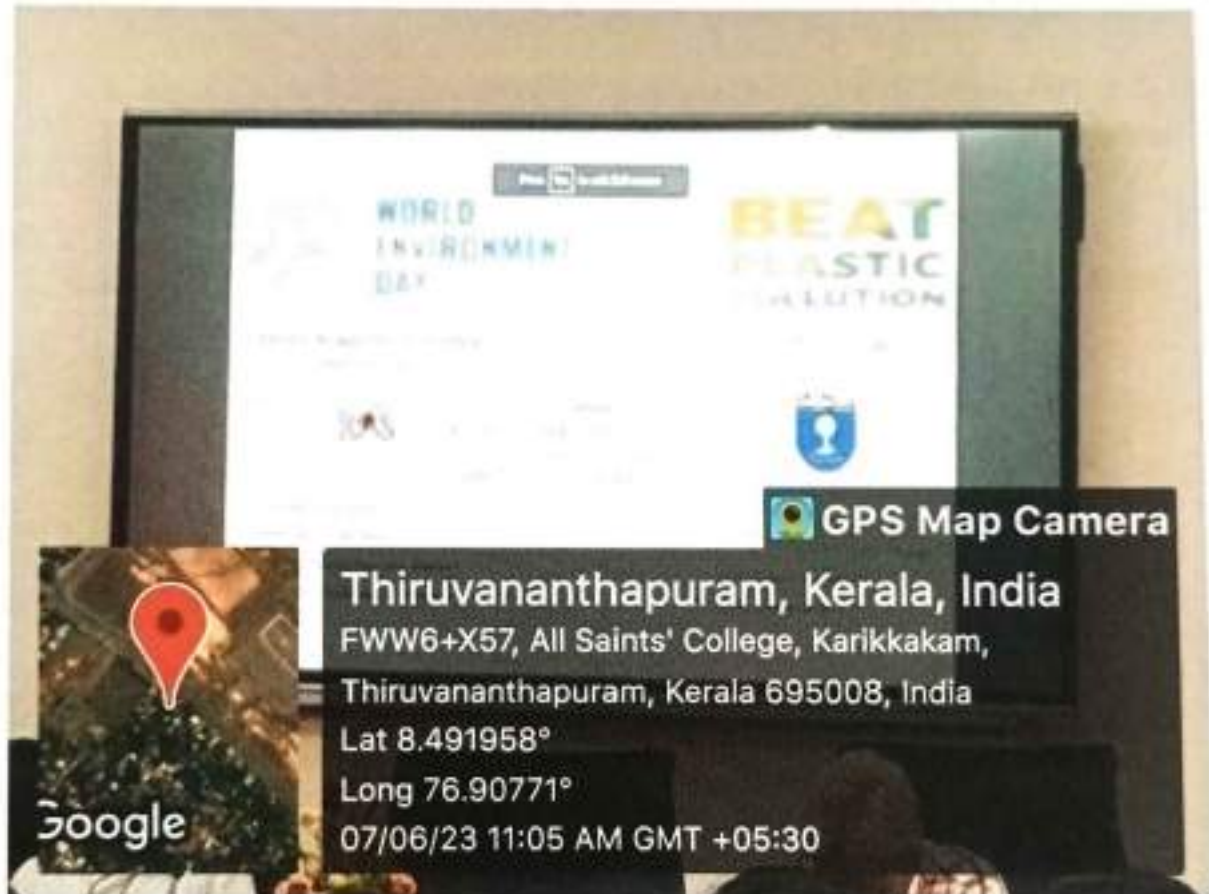 WORLD
ENVIRONMENT
DAY
BEAT
PLASTIC
POLLUTION
GPS Map Camera
Thiruvananthapuram, Kerala, India
FWW6+X57, All Saints' College, Karikkakam,
Thiruvananthapuram, Kerala 695008, India
Lat 8.491958°
Long 76.90771°
07/06/23 11:05 AM GMT +05:30
Google